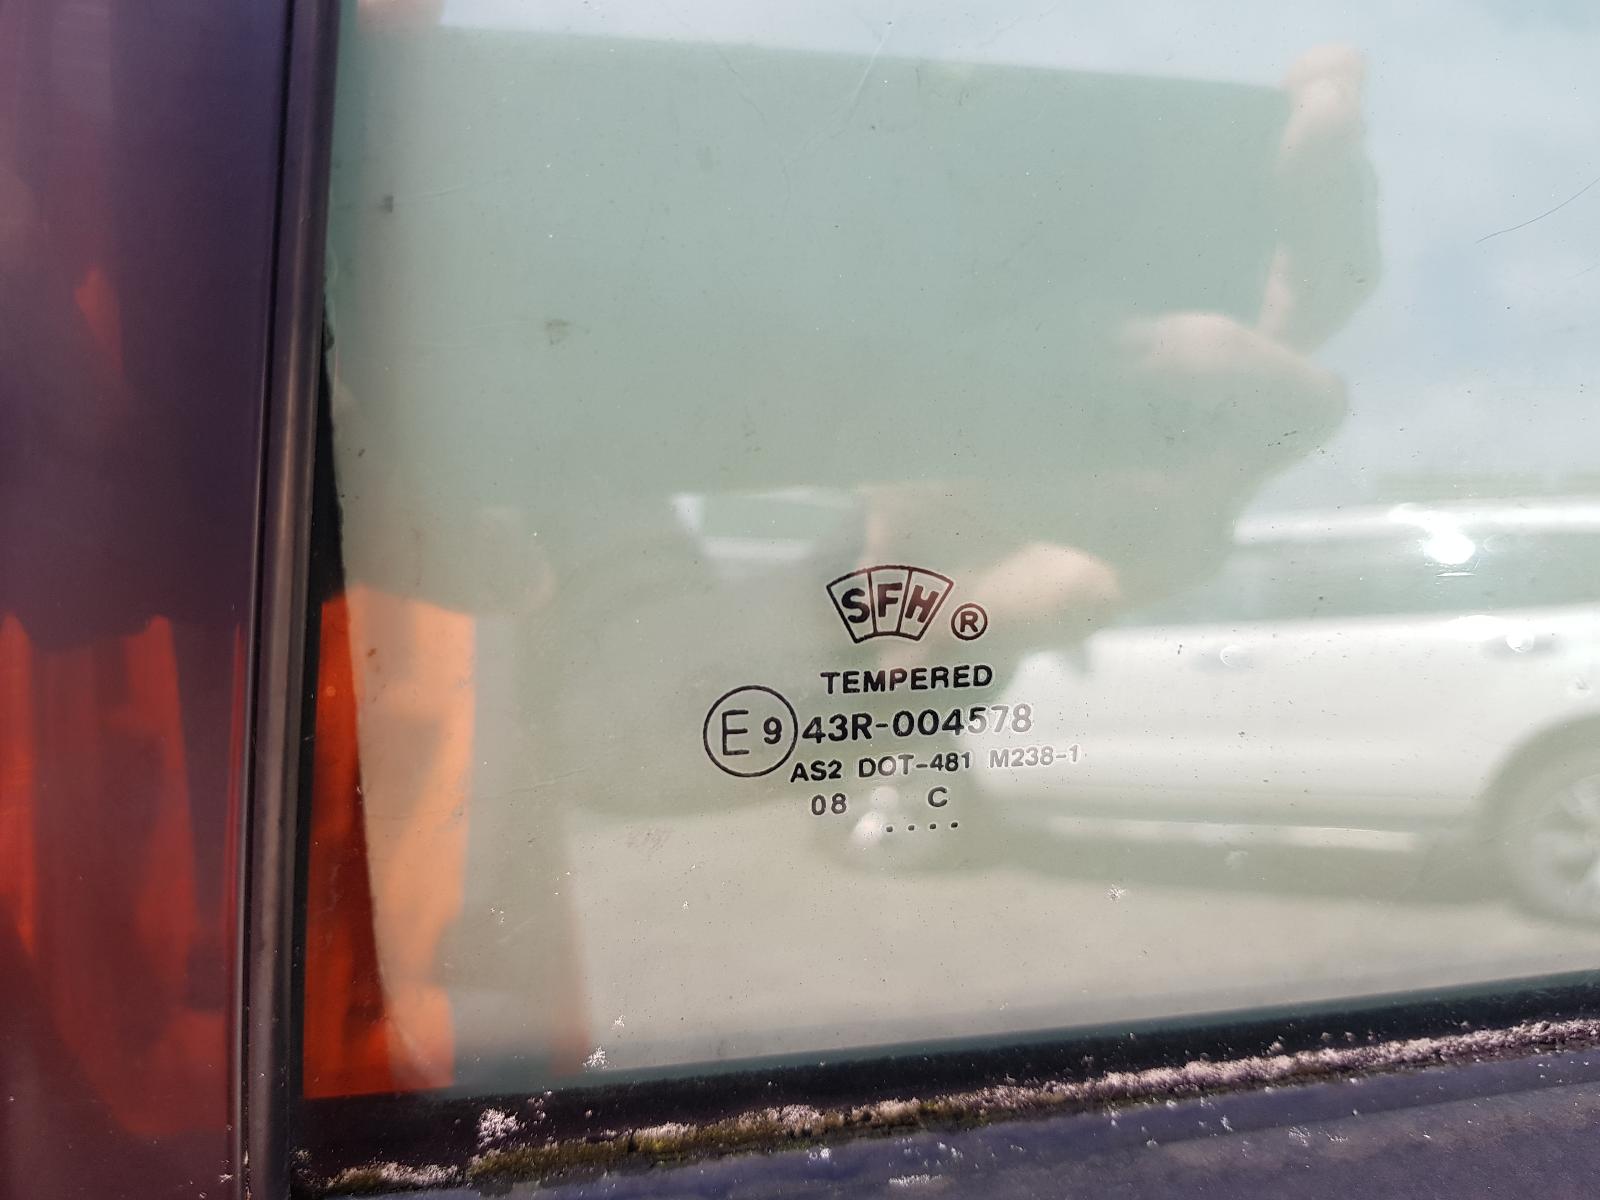 SFH ®
TEMPERED
E9 43R-004578
AS2 DOT-481 M238-1
08 C
....